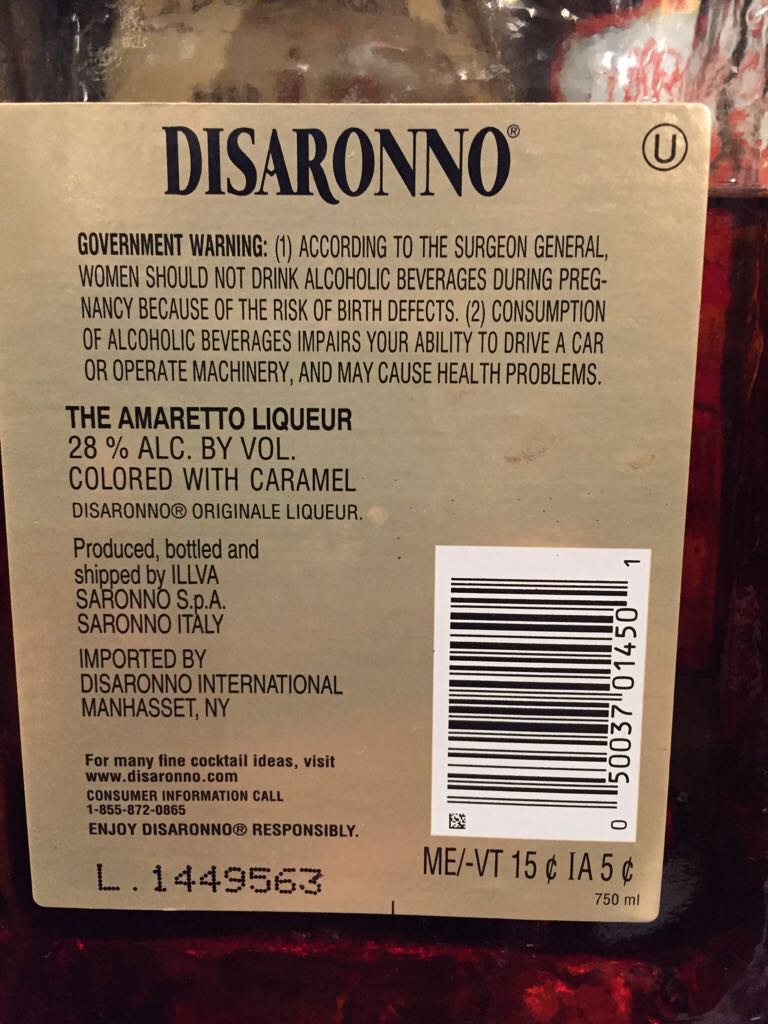 DISARONNO®
U
GOVERNMENT WARNING: (1) ACCORDING TO THE SURGEON GENERAL,
WOMEN SHOULD NOT DRINK ALCOHOLIC BEVERAGES DURING PREG-
NANCY BECAUSE OF THE RISK OF BIRTH DEFECTS. (2) CONSUMPTION
OF ALCOHOLIC BEVERAGES IMPAIRS YOUR ABILITY TO DRIVE A CAR
OR OPERATE MACHINERY, AND MAY CAUSE HEALTH PROBLEMS.
THE AMARETTO LIQUEUR
28 % ALC. BY VOL.
COLORED WITH CARAMEL
DISARONNO® ORIGINALE LIQUEUR.
Produced, bottled and
shipped by ILLVA
SARONNO S.p.A.
SARONNO ITALY
IMPORTED BY
DISARONNO INTERNATIONAL
MANHASSET, NY
For many fine cocktail ideas, visit
www.disaronno.com
CONSUMER INFORMATION CALL
1-855-872-0865
ENJOY DISARONNO® RESPONSIBLY.
L.1449563
0 50037 01450 1
ME/-VT 15 ¢ IA 5 ¢
750 ml